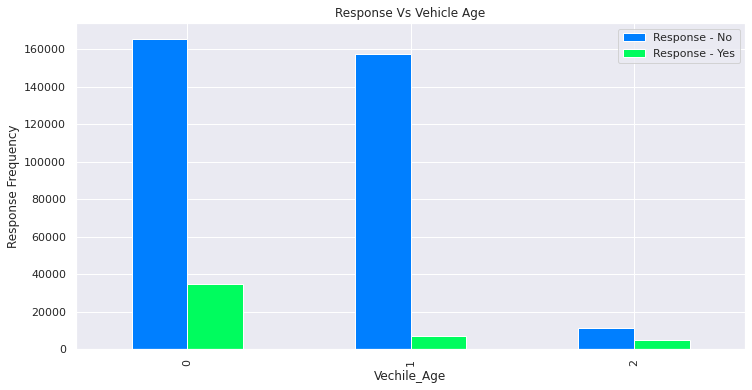 Response Vs Vehicle Age
Response - No
Response - Yes
Response Frequency
160000
140000
120000
100000
80000
60000
40000
20000
0
0
1
2
Vechile_Age